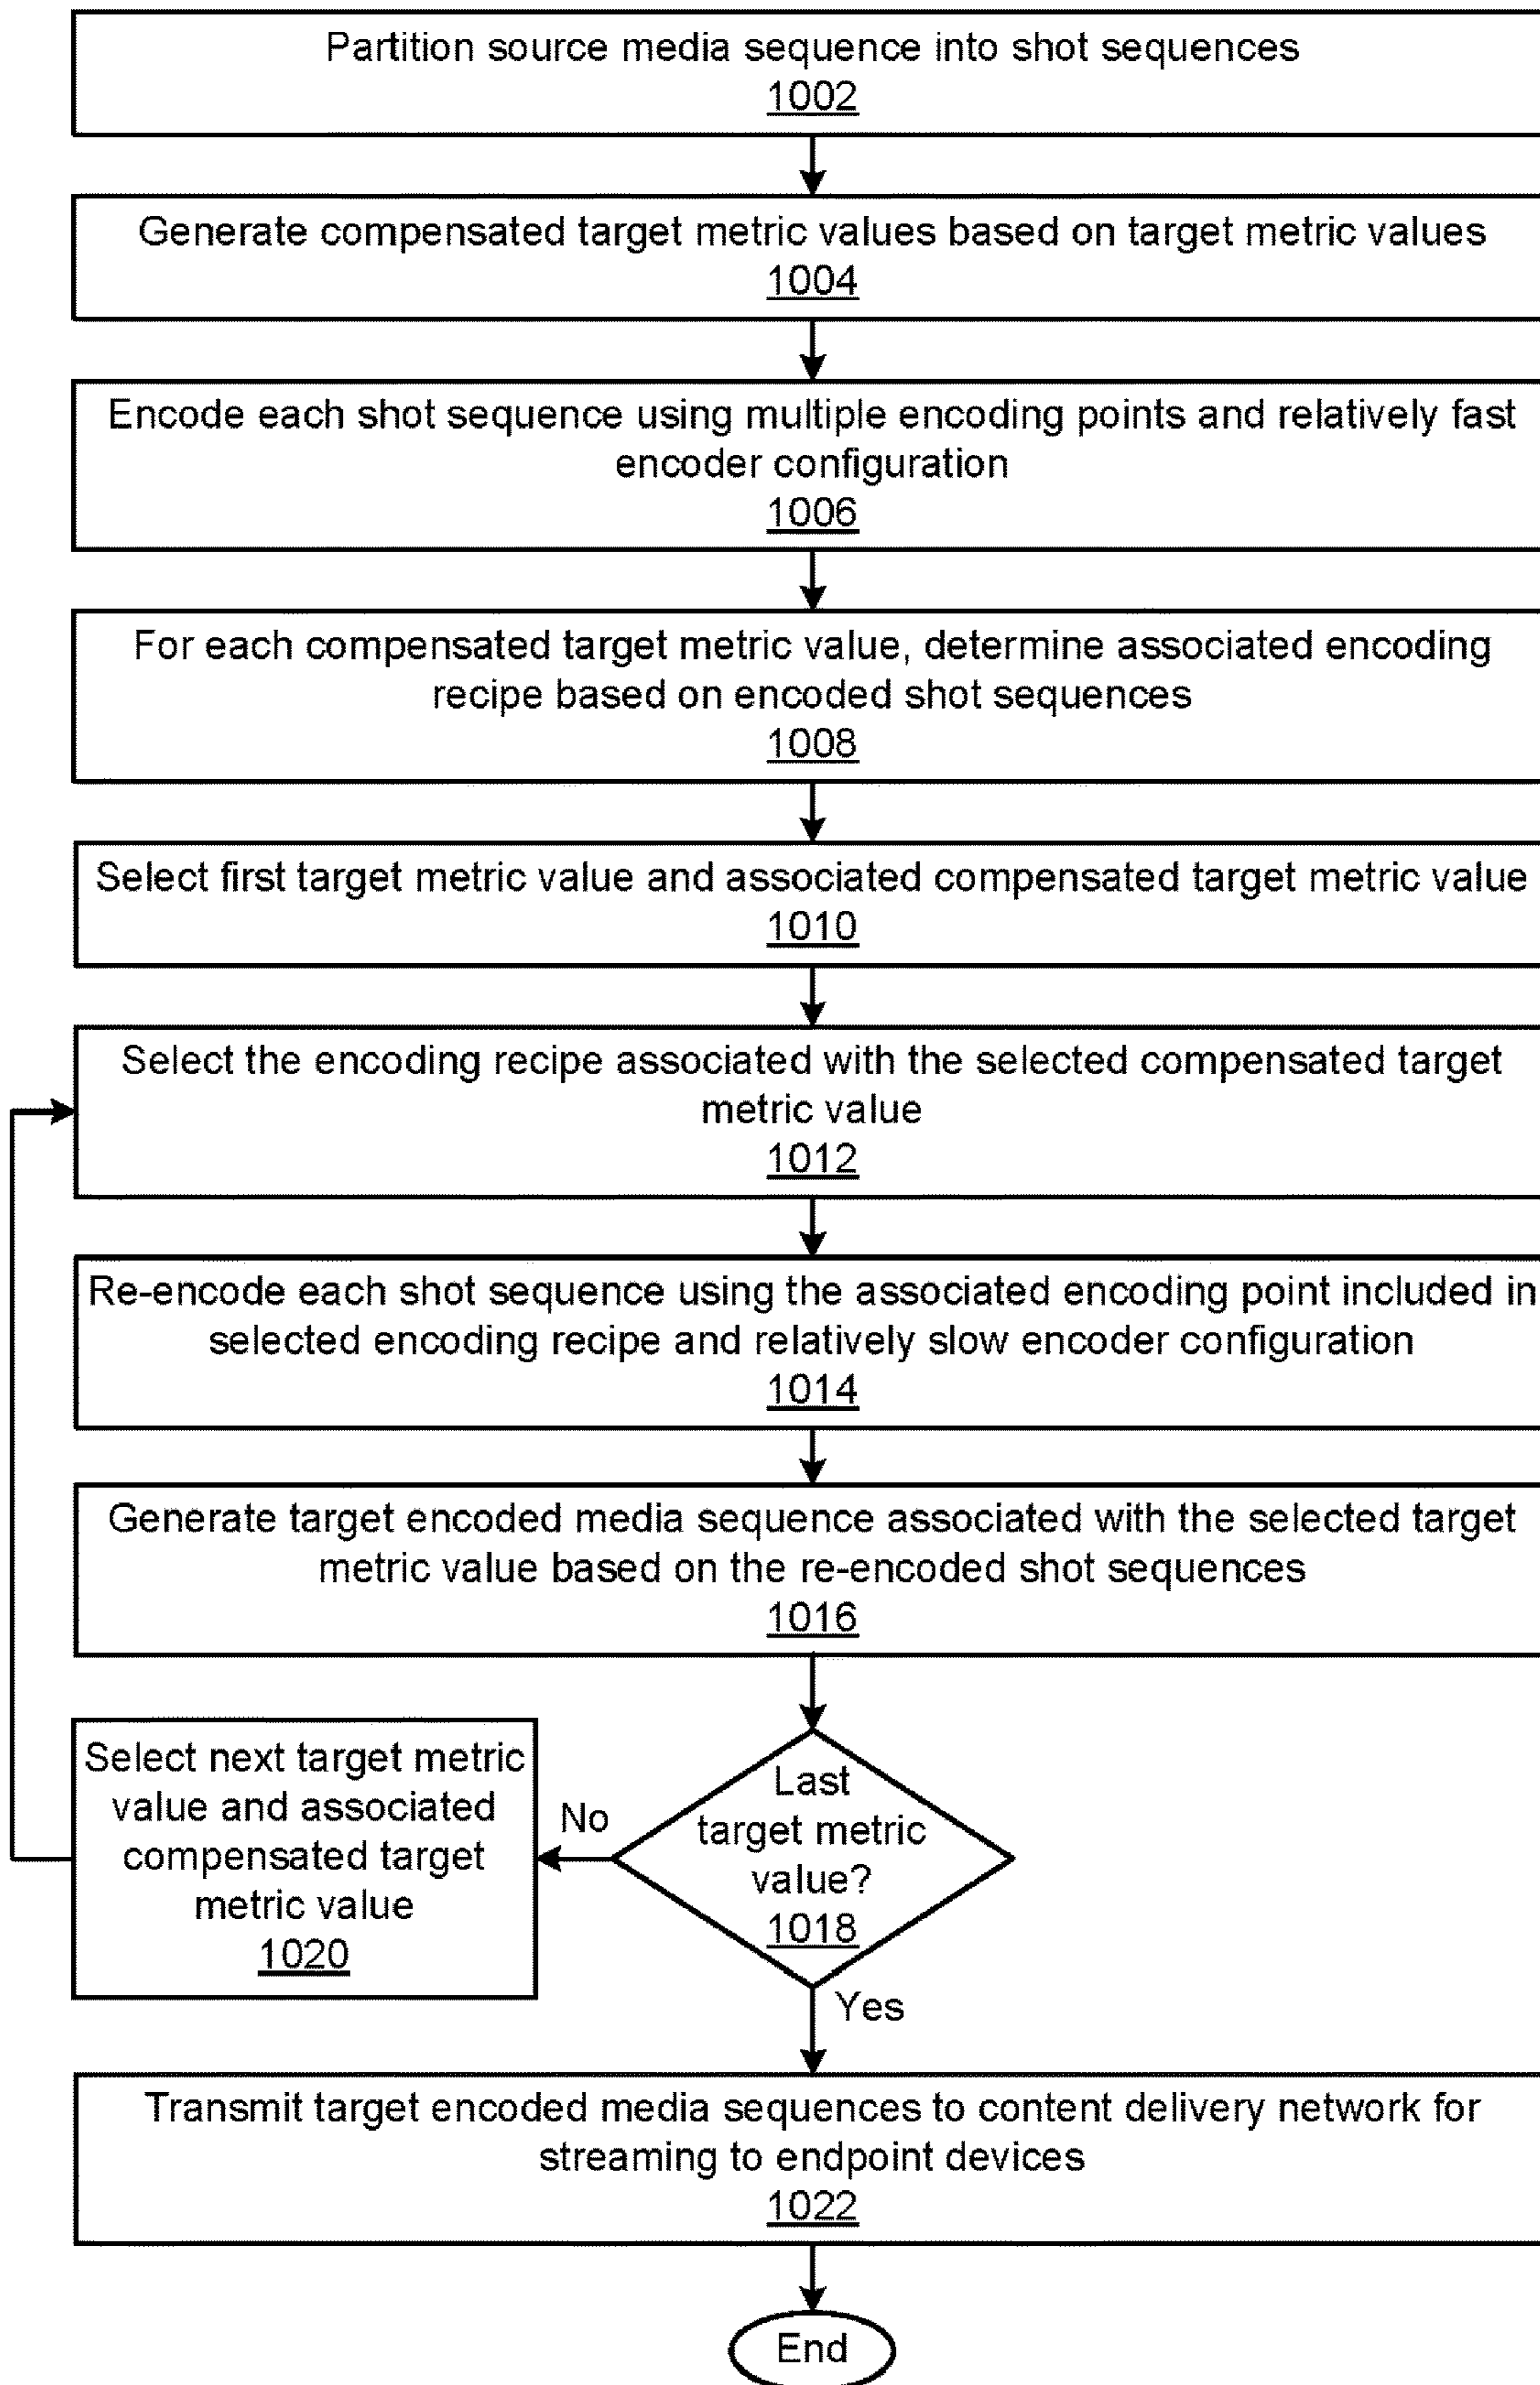 Partition source media sequence into shot sequences
1002
Generate compensated target metric values based on target metric values
1004
Encode each shot sequence using multiple encoding points and relatively fast
encoder configuration
1006
For each compensated target metric value, determine associated encoding
recipe based on encoded shot sequences
1008
Select first target metric value and associated compensated target metric value
1010
Select the encoding recipe associated with the selected compensated target
metric value
1012
Re-encode each shot sequence using the associated encoding point included in
selected encoding recipe and relatively slow encoder configuration
1014
Generate target encoded media sequence associated with the selected target
metric value based on the re-encoded shot sequences
1016
Last
target metric
value?
1018
No
Select next target metric
value and associated
compensated target
metric value
1020
Yes
Transmit target encoded media sequences to content delivery network for
streaming to endpoint devices
1022
End